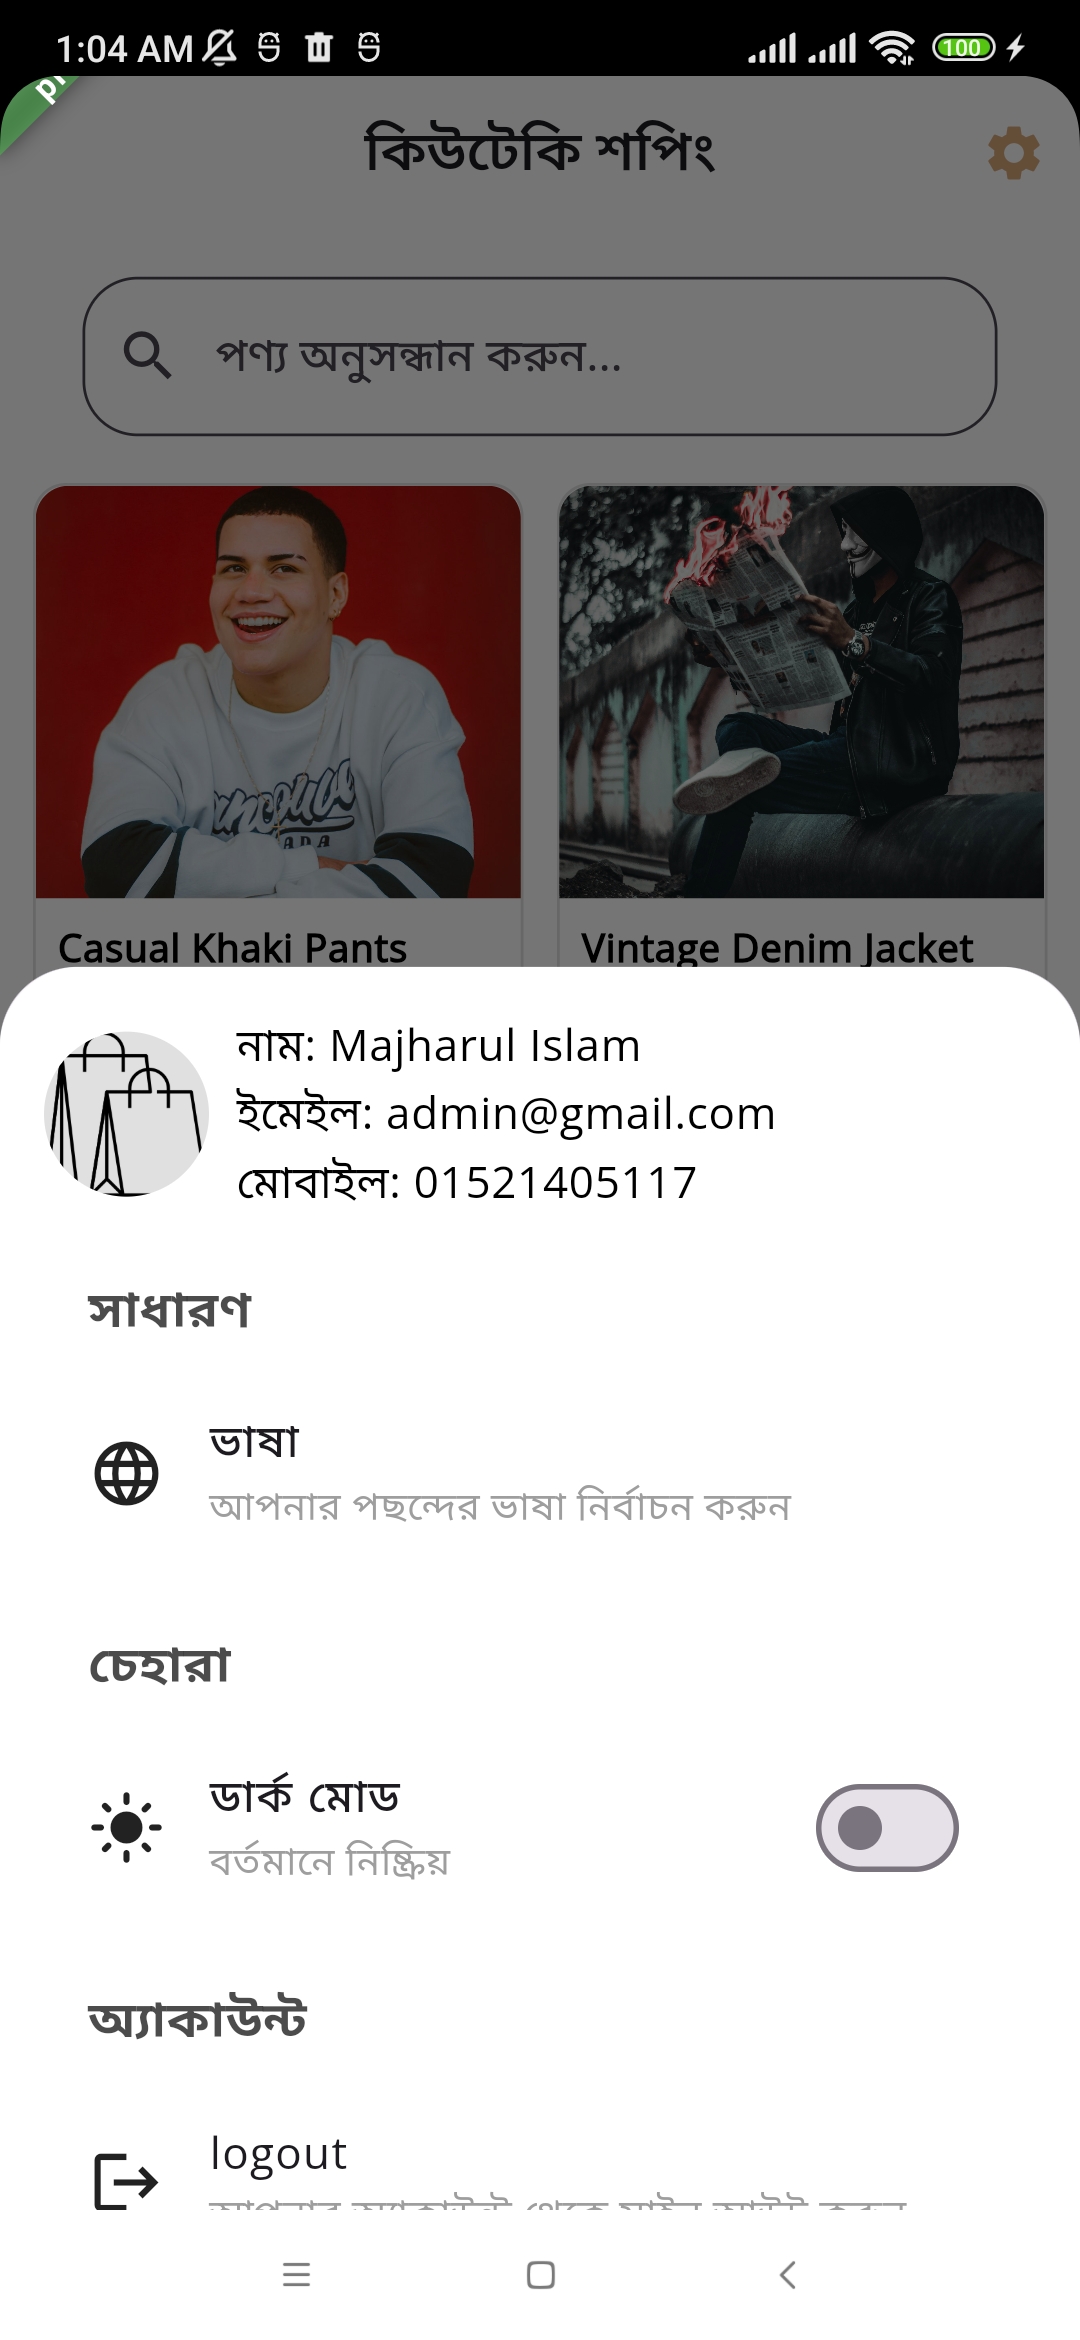 1:04 AM
100
কিউটেকি শপিং
পণ্য অনুসন্ধান করুন...
Casual Khaki Pants
Vintage Denim Jacket
নাম: Majharul Islam
ইমেইল: admin@gmail.com
মোবাইল: 01521405117
সাধারণ
ভাষা
আপনার পছন্দের ভাষা নির্বাচন করুন
চেহারা
ডার্ক মোড
বর্তমানে নিষ্ক্রিয়
অ্যাকাউন্ট
logout